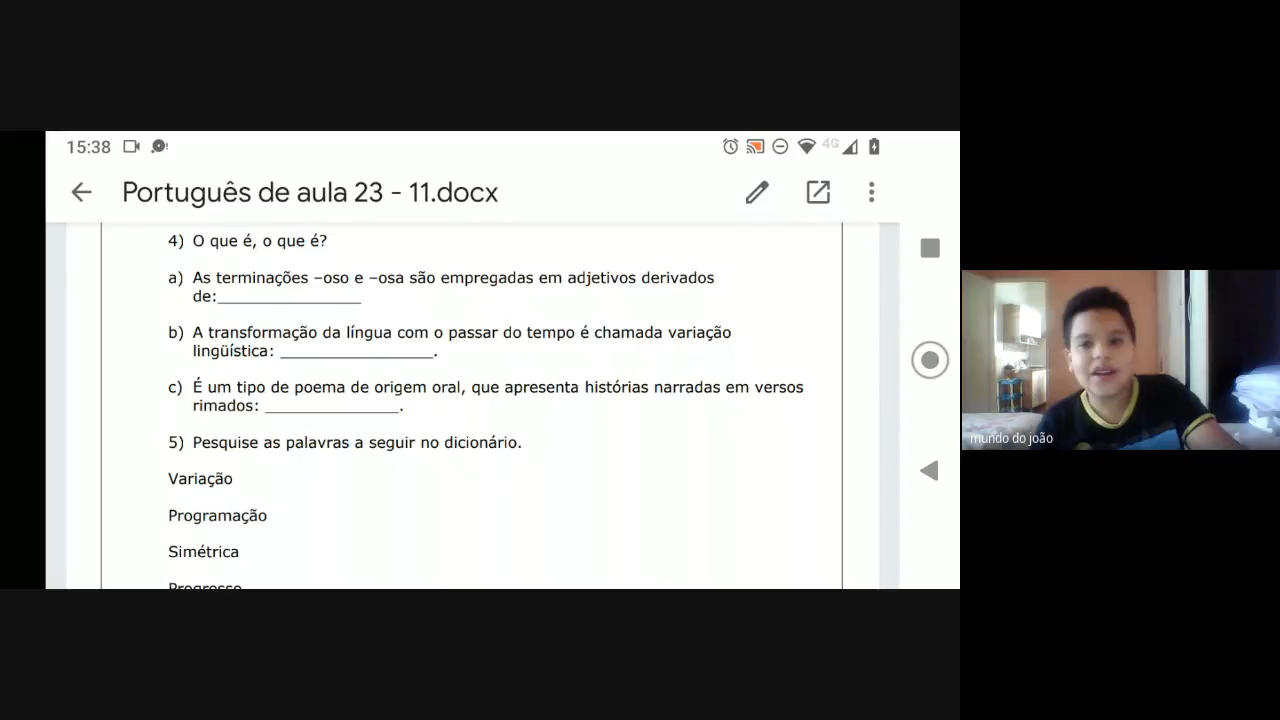 15:38
4G
Português de aula 23 - 11.docx
4) O que é, o que é?
a) As terminações –oso e –osa são empregadas em adjetivos derivados
de:________________
b) A transformação da língua com o passar do tempo é chamada variação
lingüística: _________________.
c) É um tipo de poema de origem oral, que apresenta histórias narradas em versos
rimados: _______________.
5) Pesquise as palavras a seguir no dicionário.
Variação
Programação
Simétrica
Progresso
mundo do joão